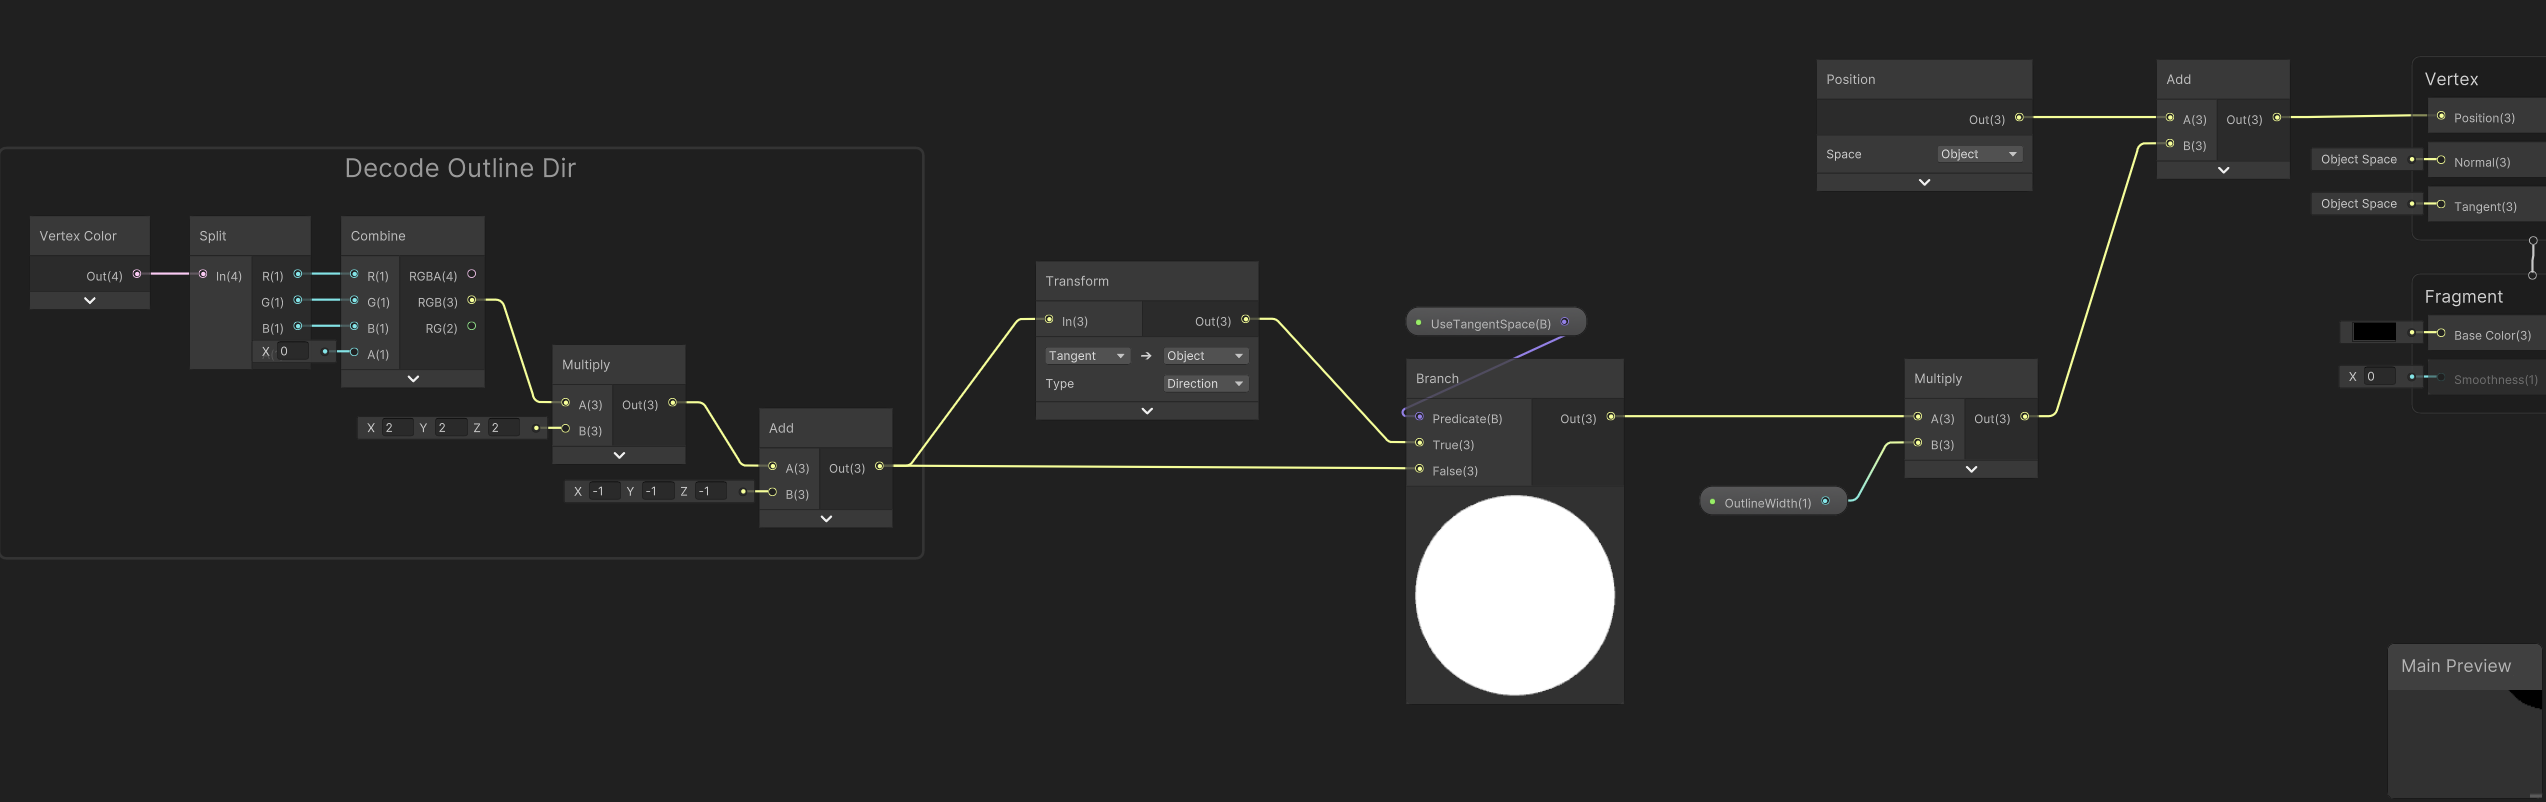 Decode Outline Dir
Vertex Color
Out(4)
Split
In(4)
R(1)
G(1)
B(1)
Combine
R(1)
G(1)
B(1)
A(1)
RGBA(4)
RGB(3)
RG(2)
X 0
Multiply
A(3)
B(3)
Out(3)
X 2 Y 2 Z 2
Add
A(3)
B(3)
Out(3)
X -1 Y -1 Z -1
Transform
In(3)
Out(3)
Tangent → Object
Type Direction
UseTangentSpace(B)
Branch
Predicate(B)
True(3)
False(3)
Out(3)
OutlineWidth(1)
Multiply
A(3)
B(3)
Out(3)
Position
Out(3)
Space Object
Add
A(3)
B(3)
Out(3)
Vertex
Position(3)
Object Space Normal(3)
Object Space Tangent(3)
Fragment
Base Color(3)
X 0 Smoothness(1)
Main Preview